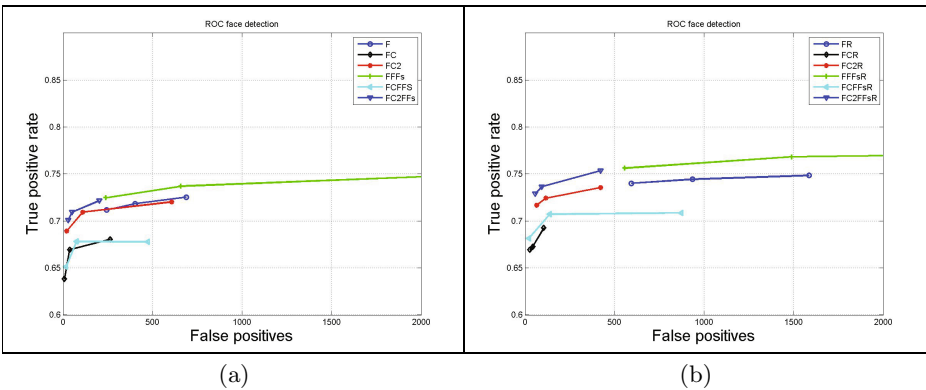 ROC face detection
F
FC
FC2
FFFs
FCFFS
FC2FFs
0.85
0.8
0.75
0.7
0.65
0.6
True positive rate
0
500
1000
1500
2000
False positives
(a)
ROC face detection
FR
FCR
FC2R
FFFsR
FCFFsR
FC2FFsR
0.85
0.8
0.75
0.7
0.65
0.6
True positive rate
0
500
1000
1500
2000
False positives
(b)